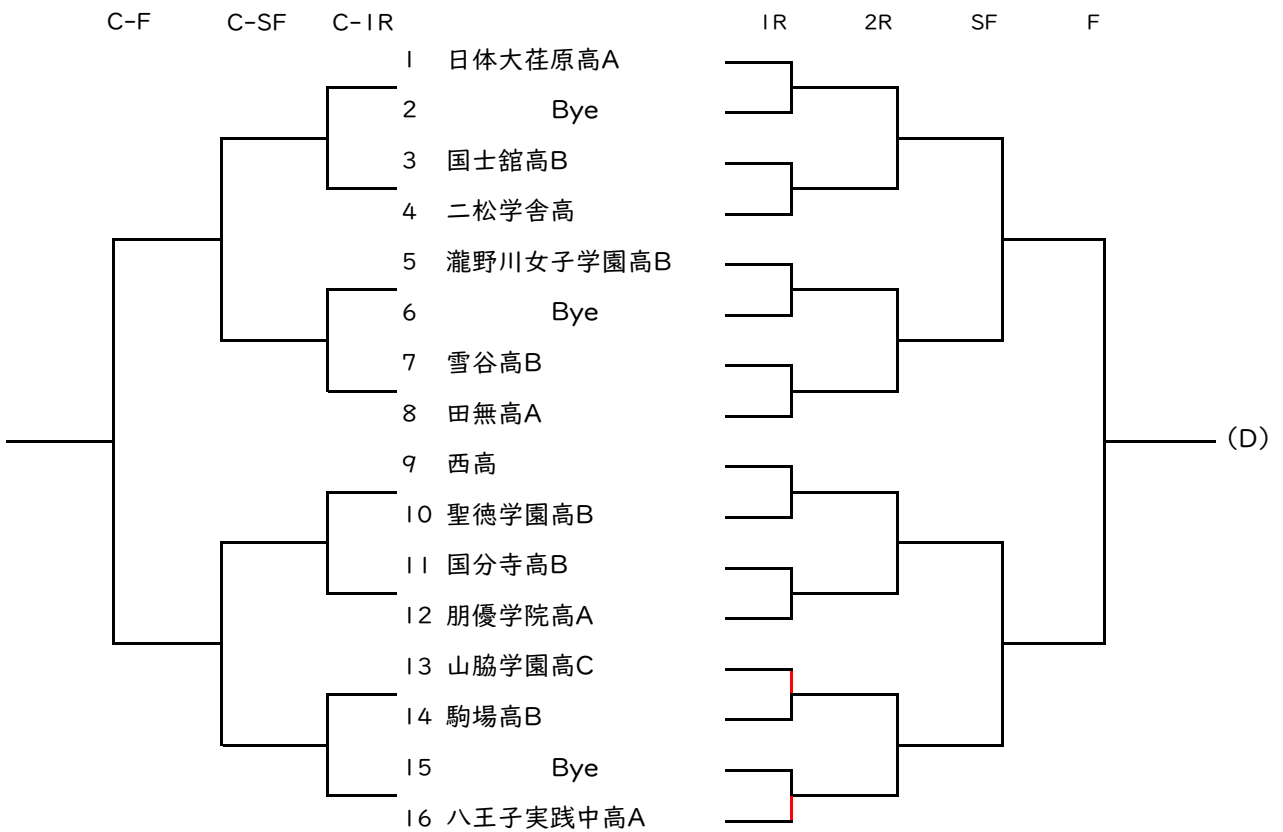 C-F C-SF C-1R 1R 2R SF F
1 日体大荏原高A
2 Bye
3 国士舘高B
4 二松学舎高
5 瀧野川女子学園高B
6 Bye
7 雪谷高B
8 田無高A
(D)
9 西高
10 聖徳学園高B
11 国分寺高B
12 朋優学院高A
13 山脇学園高C
14 駒場高B
15 Bye
16 八王子実践中高A